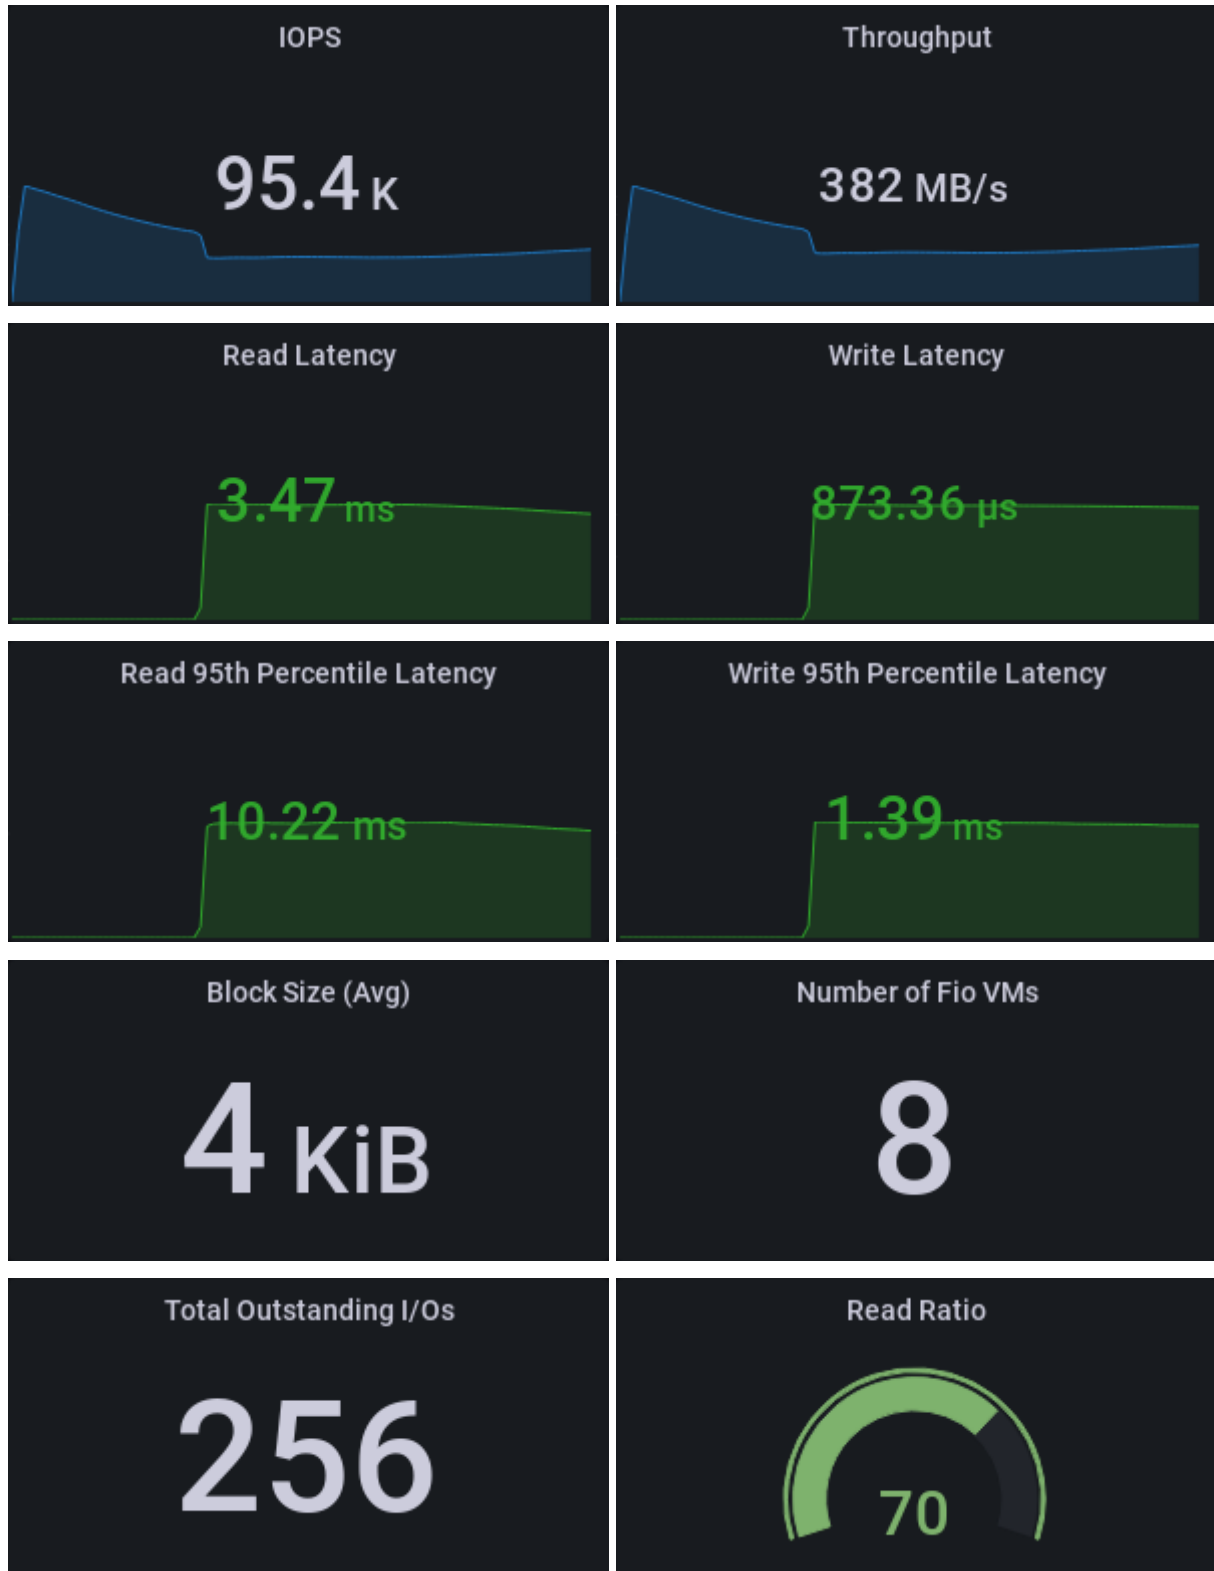 IOPS
95.4 K
Throughput
382 MB/s
Read Latency
3.47 ms
Write Latency
873.36 µs
Read 95th Percentile Latency
10.22 ms
Write 95th Percentile Latency
1.39 ms
Block Size (Avg)
4 KiB
Number of Fio VMs
8
Total Outstanding I/Os
256
Read Ratio
70